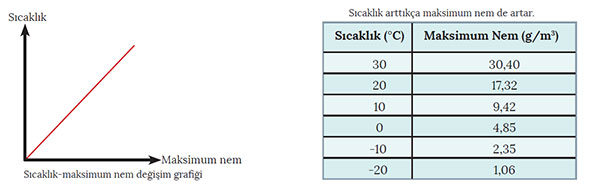 Sıcaklık
Maksimum nem
Sıcaklık-maksimum nem değişim grafiği
Sıcaklık arttıkça maksimum nem de artar.
Sıcaklık (°C) Maksimum Nem (g/m³)
30 30,40
20 17,32
10 9,42
0 4,85
-10 2,35
-20 1,06